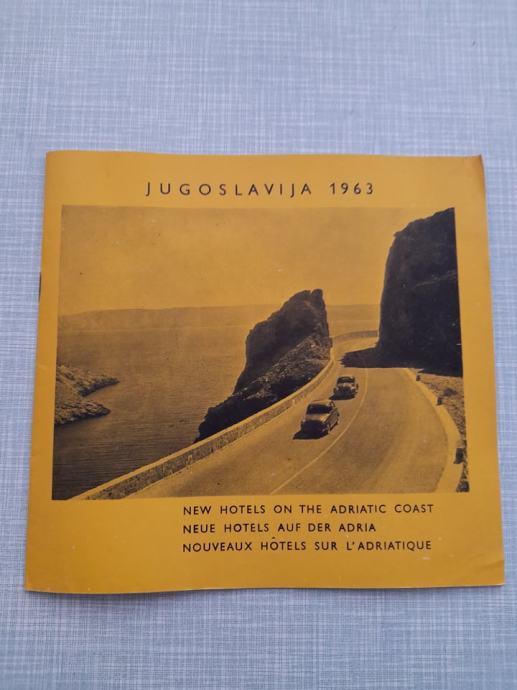 JUGOSLAVIJA 1963
NEW HOTELS ON THE ADRIATIC COAST
NEUE HOTELS AUF DER ADRIA
NOUVEAUX HÔTELS SUR L'ADRIATIQUE